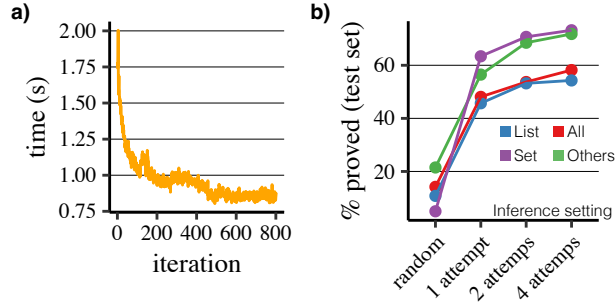 a)
2.00
1.75
1.50
1.25
1.00
0.75
time (s)
0 200 400 600 800
iteration
b)
60
40
20
% proved (test set)
List All
Set Others
Inference setting
random
1 attempt
2 attemps
4 attemps